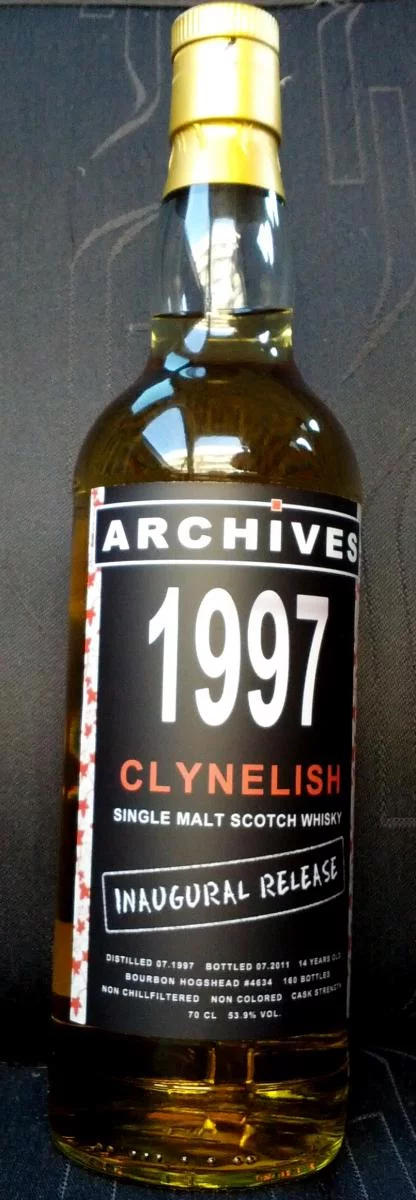 ARCHiVES
1997
CLYNELISH
SINGLE MALT SCOTCH WHISKY
INAUGURAL RELEASE
DISTILLED 07.1997 BOTTLED 07.2011 14 YEARS OLD
BOURBON HOGSHEAD #4634 160 BOTTLES
NON CHILLFILTERED NON COLORED CASK STRENGTH
70 CL 53.9% VOL.